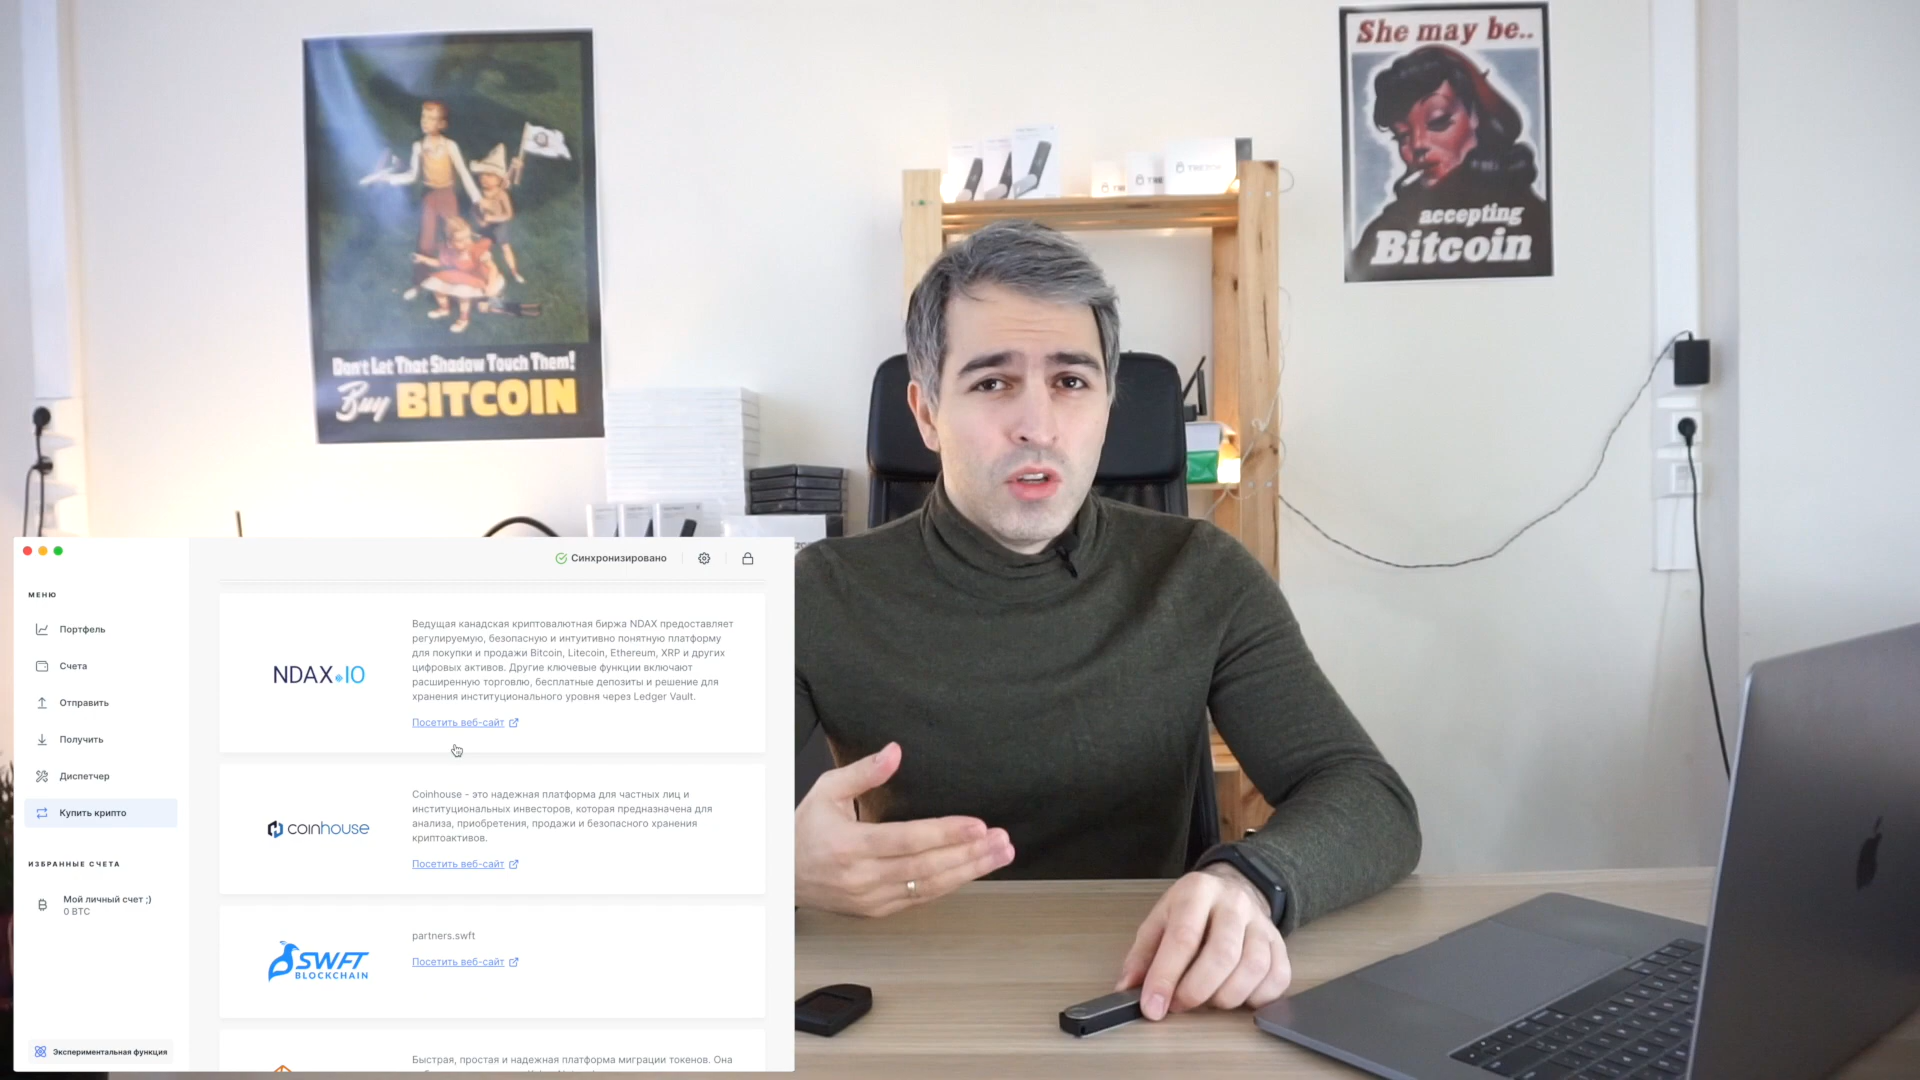 Don't Let That Shadow Touch Them!
Buy BITCOIN
She may be..
accepting
Bitcoin
TREZOR
Синхронизировано
МЕНЮ
Портфель
Счета
Отправить
Получить
Диспетчер
Купить крипто
ИЗБРАННЫЕ СЧЕТА
Мой личный счет ;)
0 BTC
Экспериментальная функция
NDAX.IO
Ведущая канадская криптовалютная биржа NDAX предоставляет
регулируемую, безопасную и интуитивно понятную платформу
для покупки и продажи Bitcoin, Litecoin, Ethereum, XRP и других
цифровых активов. Другие ключевые функции включают
расширенную торговлю, бесплатные депозиты и решение для
хранения институционального уровня через Ledger Vault.
Посетить веб-сайт
coinhouse
Coinhouse - это надежная платформа для частных лиц и
институциональных инвесторов, которая предназначена для
анализа, приобретения, продажи и безопасного хранения
криптоактивов.
Посетить веб-сайт
SWFT
BLOCKCHAIN
partners.swft
Посетить веб-сайт
Быстрая, простая и надежная платформа миграции токенов. Она